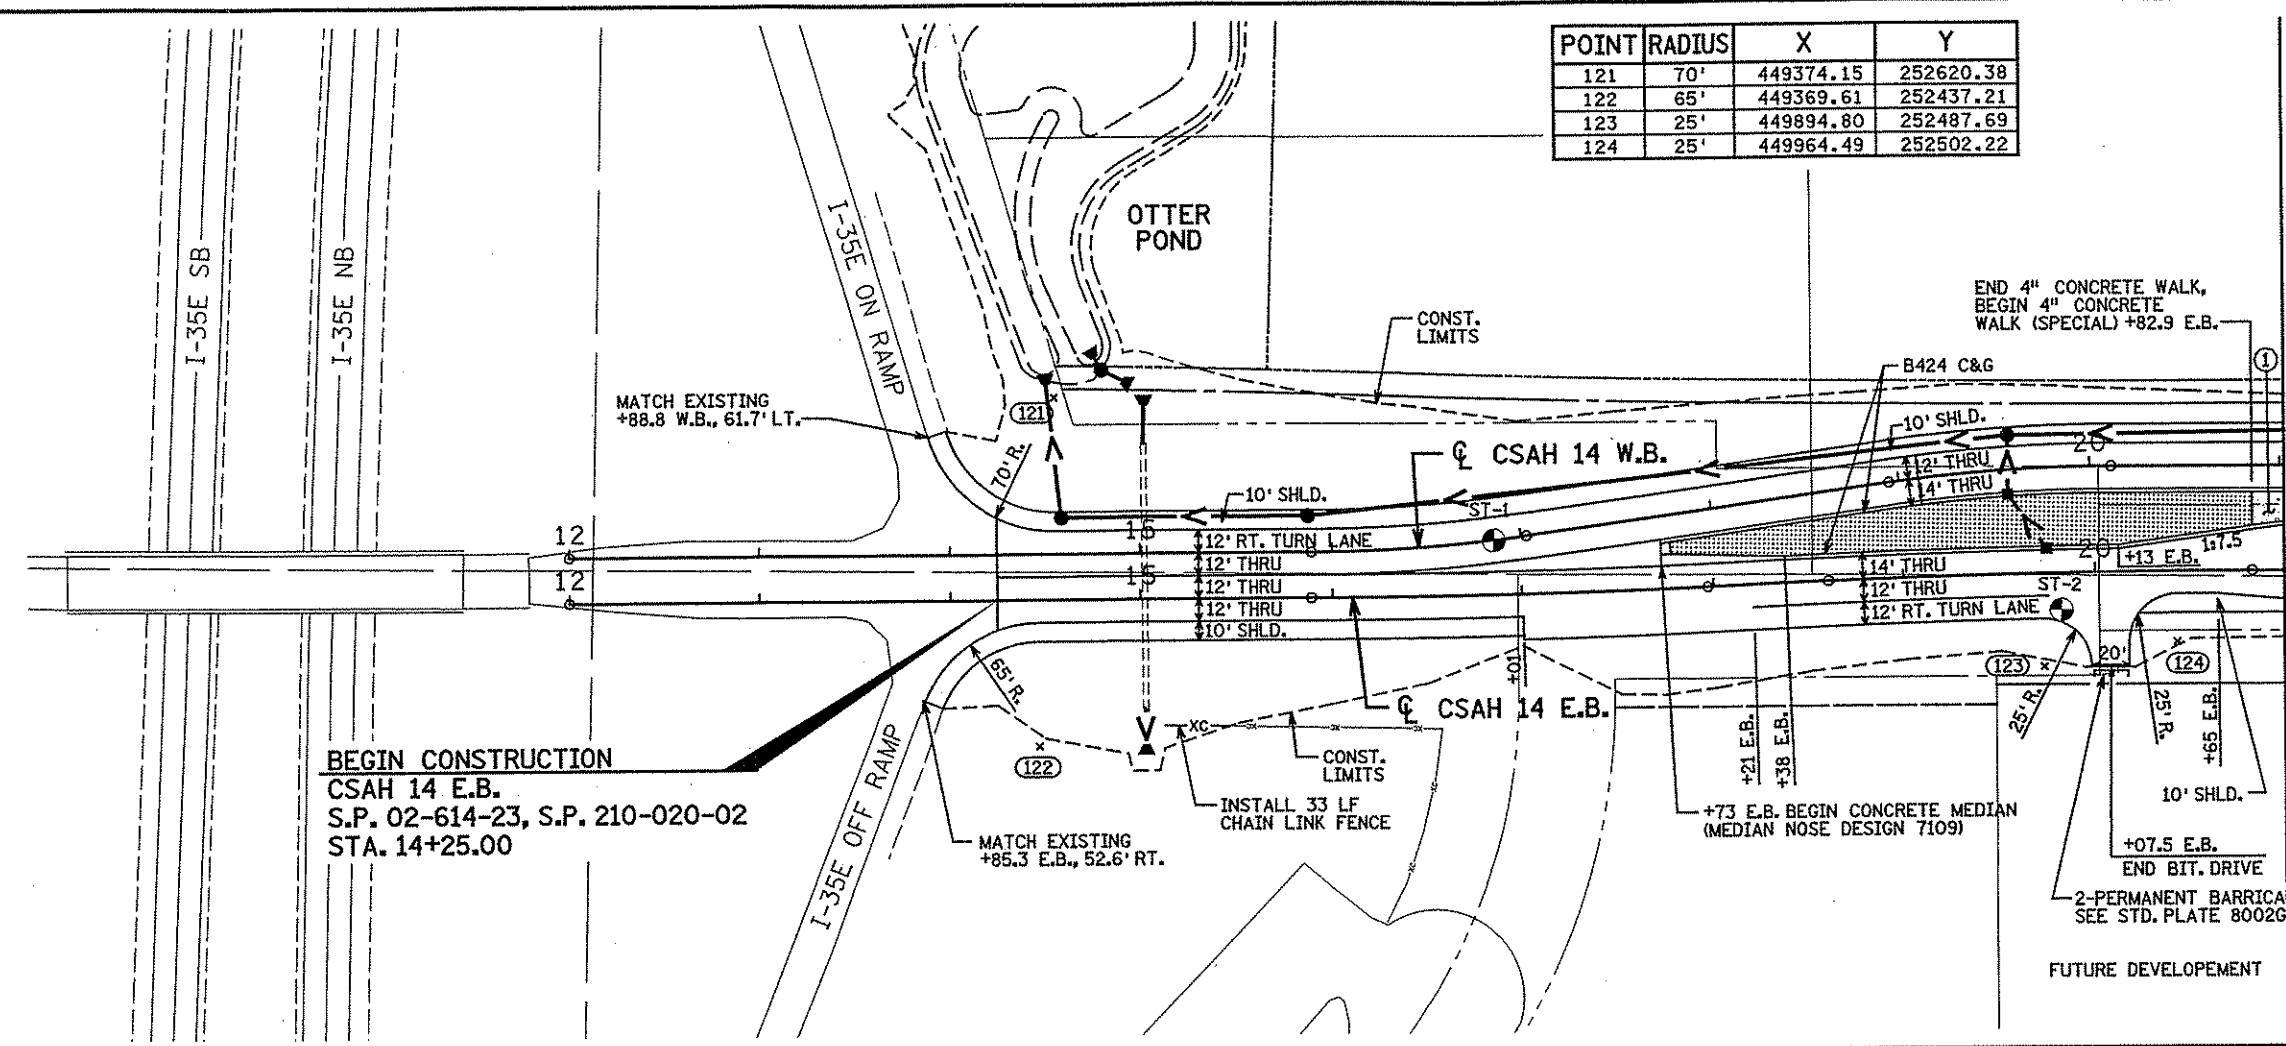 POINT RADIUS X Y
121 70' 449374.15 252620.38
122 65' 449369.61 252437.21
123 25' 449894.80 252487.69
124 25' 449964.49 252502.22
I-35E SB
I-35E NB
I-35E ON RAMP
OTTER
POND
CONST.
LIMITS
END 4" CONCRETE WALK,
BEGIN 4" CONCRETE
WALK (SPECIAL) +82.9 E.B.
1
B424 C&G
MATCH EXISTING
+88.8 W.B., 61.7' LT.
121
70' R.
10' SHLD.
℄ CSAH 14 W.B.
10' SHLD.
20
12' THRU
14' THRU
ST-1
12
15
12' RT. TURN LANE
12' THRU
12
15
12' THRU
12' THRU
10' SHLD.
20
+13 E.B.
1:7.5
14' THRU
12' THRU
12' RT. TURN LANE
ST-2
65' R.
+01
℄ CSAH 14 E.B.
123
20'
124
25' R.
25' R.
+65 E.B.
+21 E.B.
+38 E.B.
XC
122
BEGIN CONSTRUCTION
CSAH 14 E.B.
S.P. 02-614-23, S.P. 210-020-02
STA. 14+25.00
I-35E OFF RAMP
CONST.
LIMITS
INSTALL 33 LF
CHAIN LINK FENCE
MATCH EXISTING
+85.3 E.B., 52.6' RT.
+73 E.B. BEGIN CONCRETE MEDIAN
(MEDIAN NOSE DESIGN 7109)
10' SHLD.
+07.5 E.B.
END BIT. DRIVE
2-PERMANENT BARRICA
SEE STD. PLATE 8002G
FUTURE DEVELOPEMENT